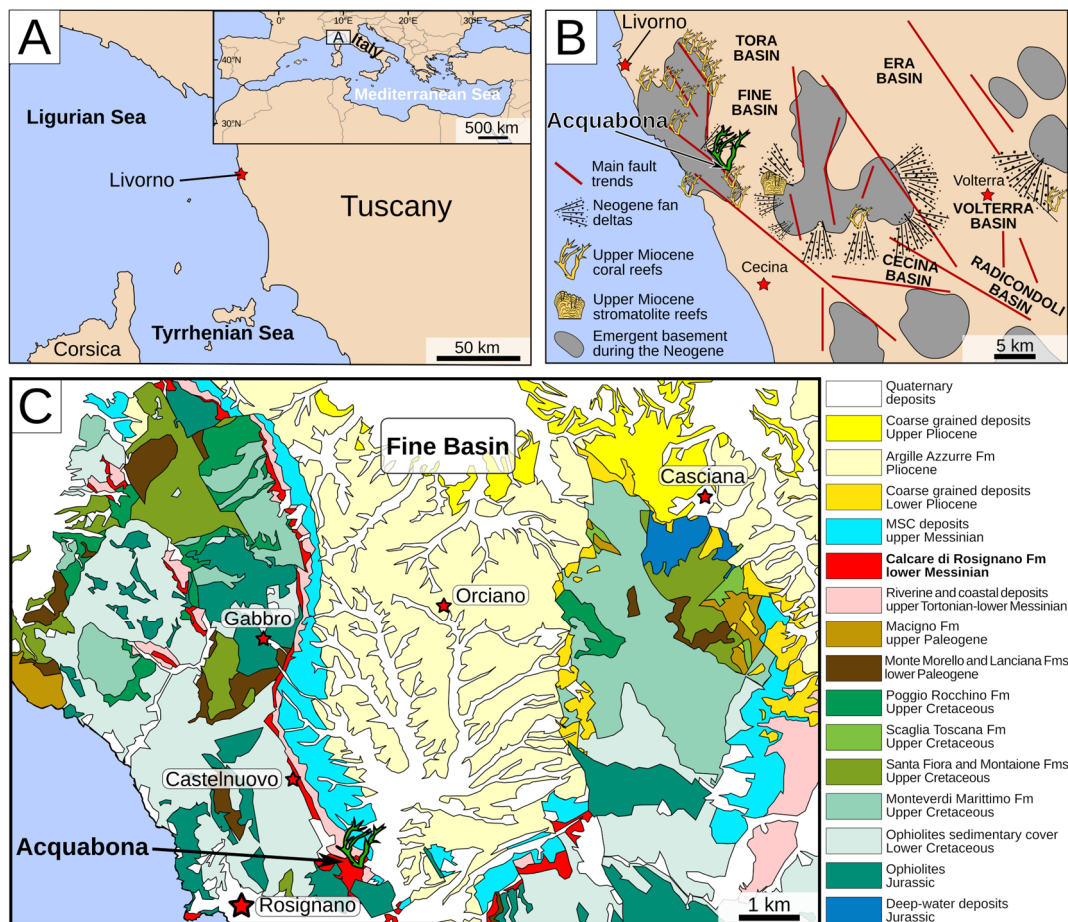 A
0°
10°E
20°E
30°E
A
Italy
40°N
Mediterranean Sea
30°N
500 km
Ligurian Sea
Livorno
Tuscany
Tyrrhenian Sea
Corsica
50 km
B
Livorno
TORA
BASIN
ERA
BASIN
FINE
BASIN
Acquabona
Main fault
trends
Neogene fan
deltas
Upper Miocene
coral reefs
Upper Miocene
stromatolite reefs
Emergent basement
during the Neogene
Volterra
VOLTERRA
BASIN
Cecina
CECINA
BASIN
RADICONDOLI
BASIN
5 km
C
Fine Basin
Casciana
Orciano
Gabbro
Castelnuovo
Acquabona
Rosignano
1 km
Quaternary
deposits
Coarse grained deposits
Upper Pliocene
Argille Azzurre Fm
Pliocene
Coarse grained deposits
Lower Pliocene
MSC deposits
upper Messinian
Calcare di Rosignano Fm
lower Messinian
Riverine and coastal deposits
upper Tortonian-lower Messinian
Macigno Fm
upper Paleogene
Monte Morello and Lanciana Fms
lower Paleogene
Poggio Rocchino Fm
Upper Cretaceous
Scaglia Toscana Fm
Upper Cretaceous
Santa Fiora and Montaione Fms
Upper Cretaceous
Monteverdi Marittimo Fm
Upper Cretaceous
Ophiolites sedimentary cover
Lower Cretaceous
Ophiolites
Jurassic
Deep-water deposits
Jurassic